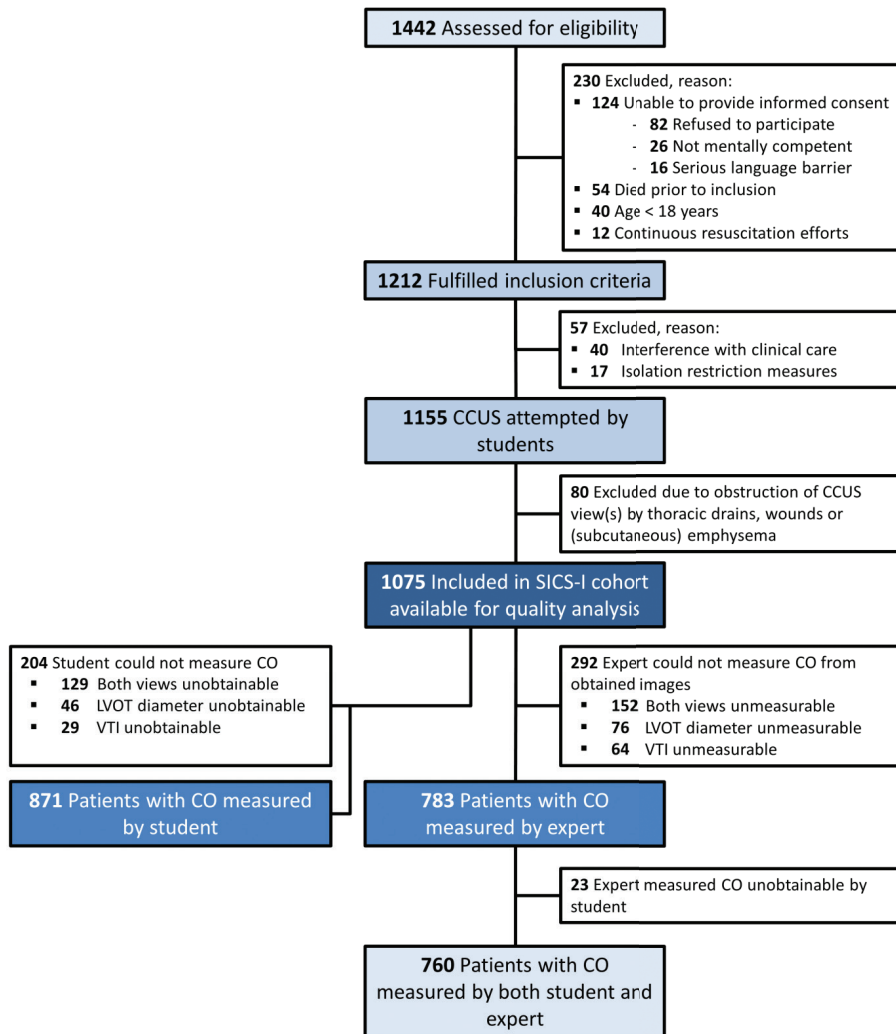 1442 Assessed for eligibility
230 Excluded, reason:
▪ 124 Unable to provide informed consent
- 82 Refused to participate
- 26 Not mentally competent
- 16 Serious language barrier
▪ 54 Died prior to inclusion
▪ 40 Age < 18 years
▪ 12 Continuous resuscitation efforts
1212 Fulfilled inclusion criteria
57 Excluded, reason:
▪ 40 Interference with clinical care
▪ 17 Isolation restriction measures
1155 CCUS attempted by
students
80 Excluded due to obstruction of CCUS
view(s) by thoracic drains, wounds or
(subcutaneous) emphysema
1075 Included in SICS-I cohort
available for quality analysis
204 Student could not measure CO
▪ 129 Both views unobtainable
▪ 46 LVOT diameter unobtainable
▪ 29 VTI unobtainable
292 Expert could not measure CO from
obtained images
▪ 152 Both views unmeasurable
▪ 76 LVOT diameter unmeasurable
▪ 64 VTI unmeasurable
871 Patients with CO measured
by student
783 Patients with CO
measured by expert
23 Expert measured CO unobtainable by
student
760 Patients with CO
measured by both student and
expert